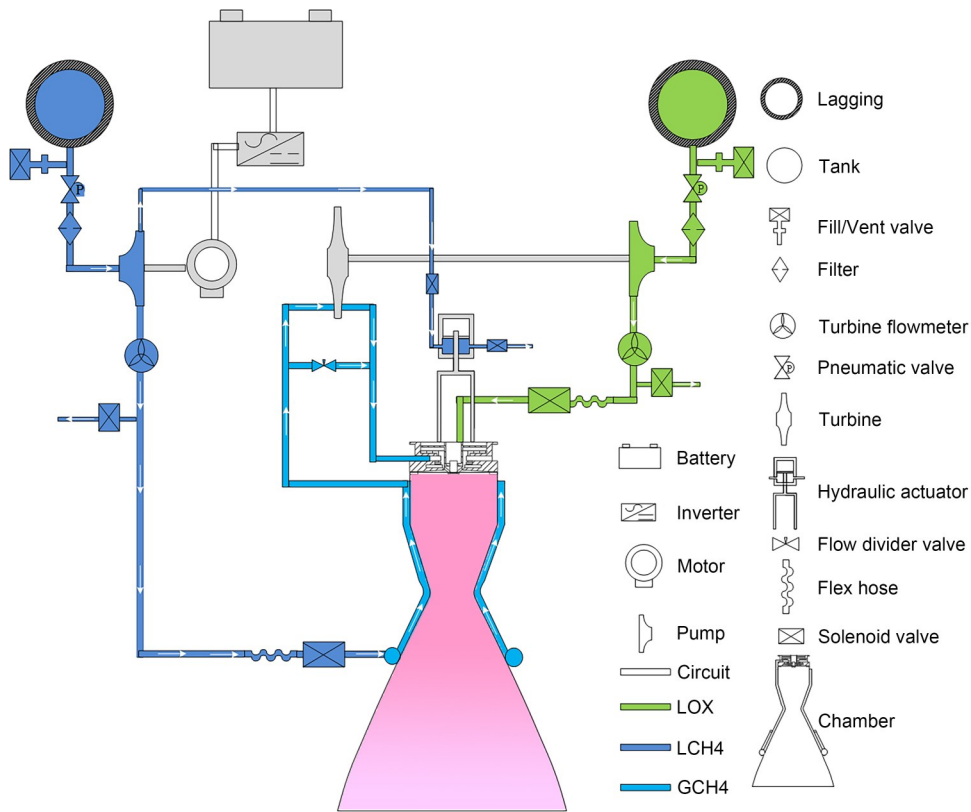 P
P
Lagging
Tank
Fill/Vent valve
Filter
Turbine flowmeter
P
Pneumatic valve
Turbine
Battery
Hydraulic actuator
Inverter
Flow divider valve
Motor
Flex hose
Pump
Solenoid valve
Circuit
LOX
Chamber
LCH4
GCH4